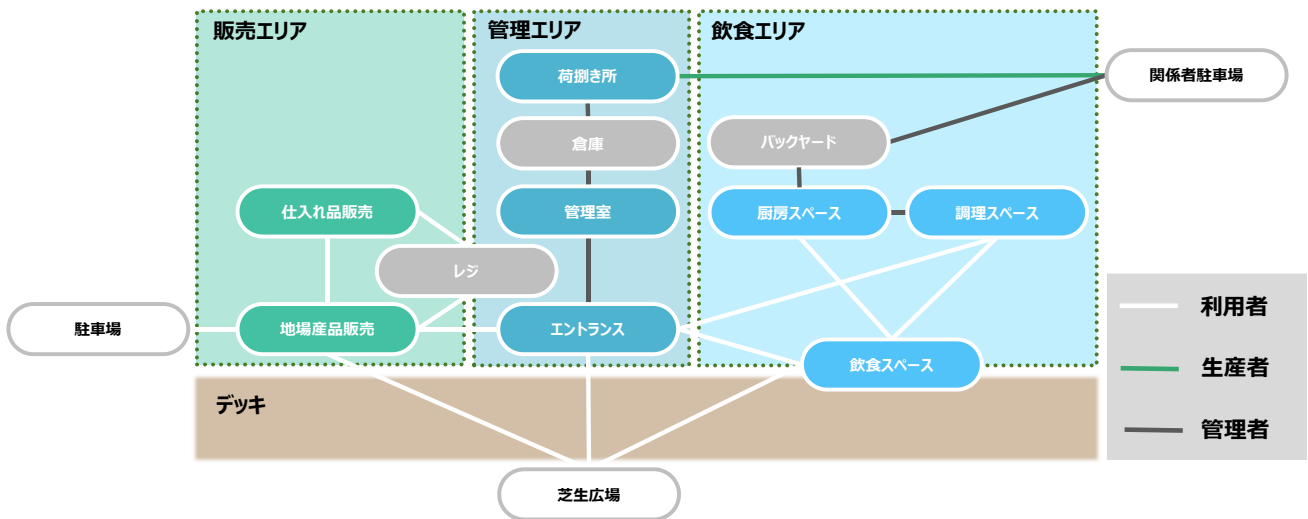 販売エリア
管理エリア
飲食エリア
荷捌き所
関係者駐車場
倉庫
バックヤード
仕入れ品販売
管理室
厨房スペース
調理スペース
レジ
利用者
駐車場
地場産品販売
エントランス
飲食スペース
生産者
デッキ
管理者
芝生広場